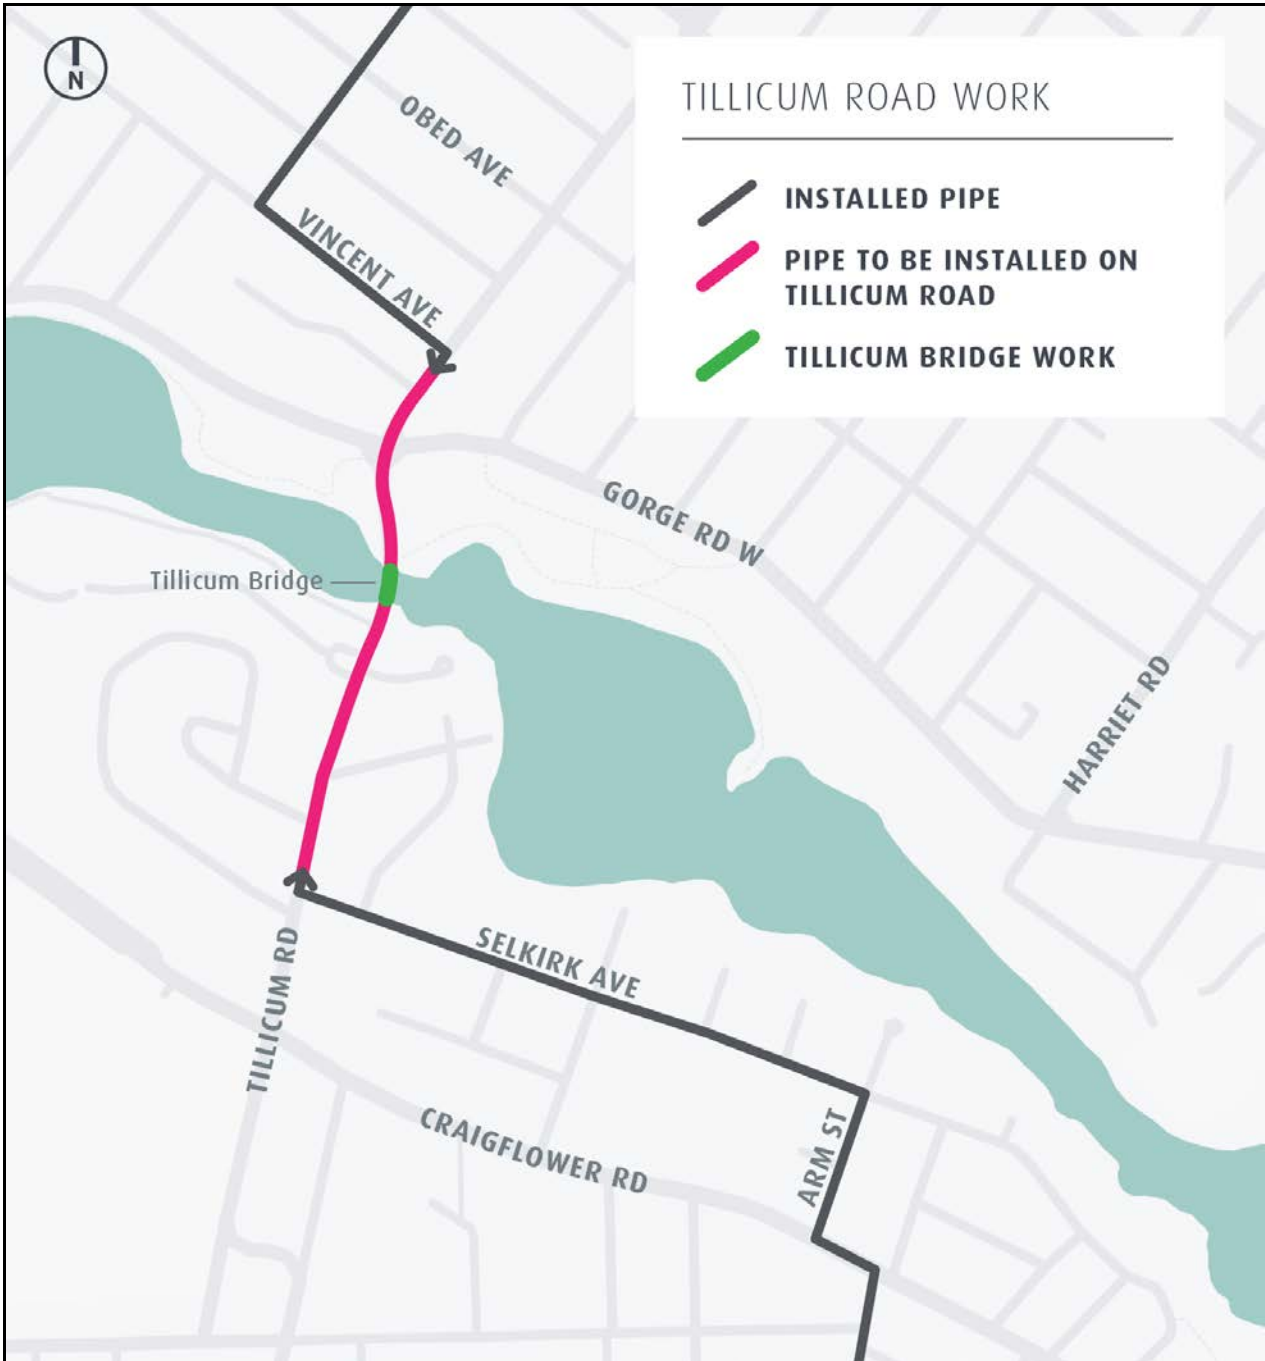 N
TILLICUM ROAD WORK
INSTALLED PIPE
PIPE TO BE INSTALLED ON
TILLICUM ROAD
TILLICUM BRIDGE WORK
OBED AVE
VINCENT AVE
GORGE RD W
Tillicum Bridge
HARRIET RD
SELKIRK AVE
TILLICUM RD
CRAIGFLOWER RD
ARM ST